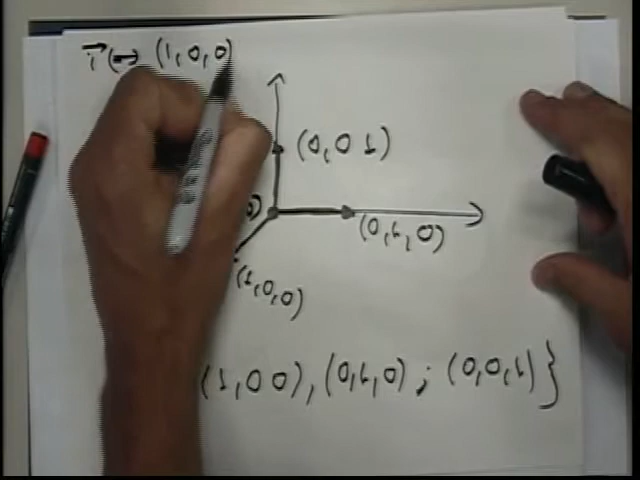 i⃗ ↔ (1,0,0)
(0,0 1)
0)
(0,1,0)
(1,0,0)
(1,0 0), (0,1,0) ; (0,0,1)}